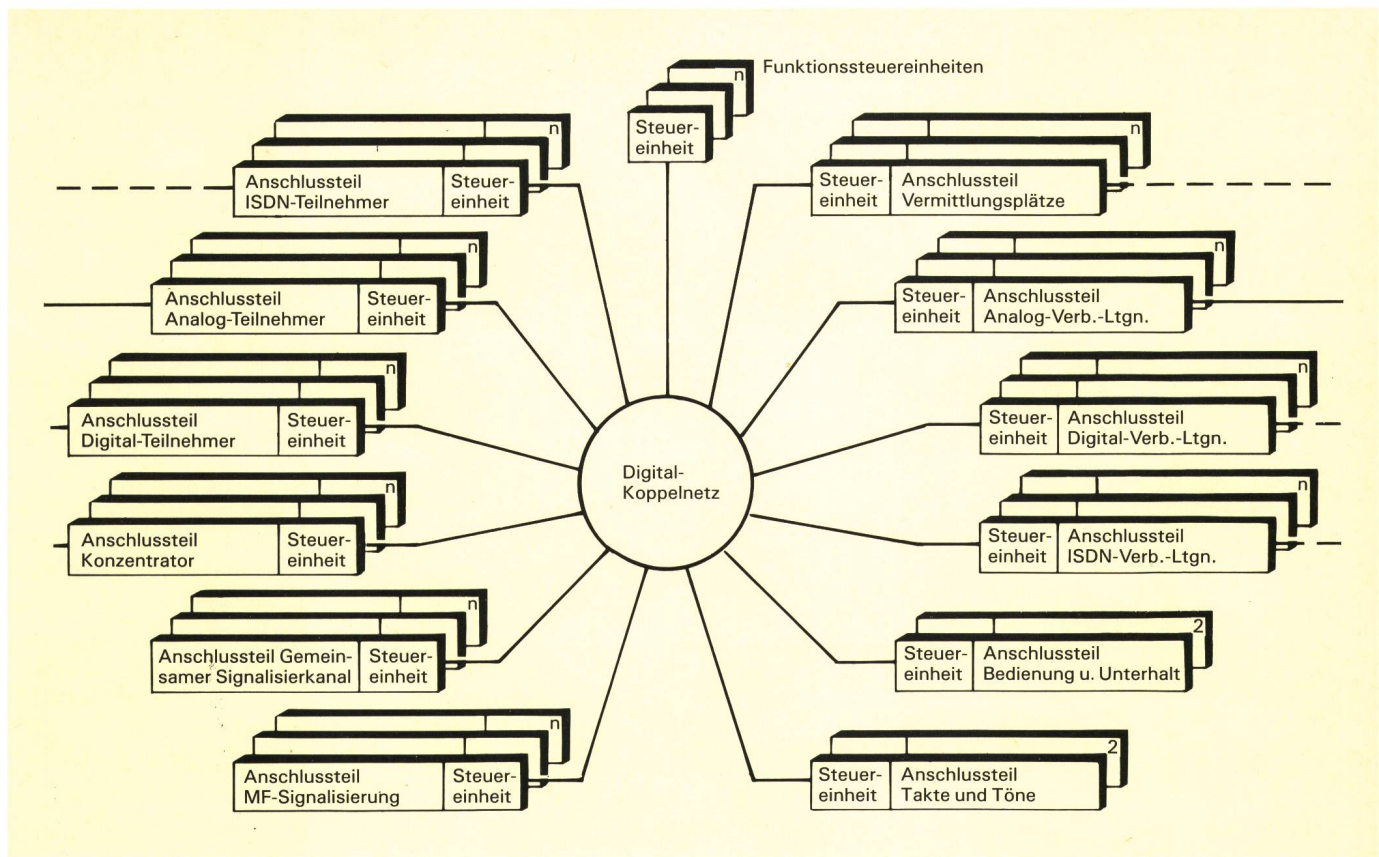 n
Funktionssteuereinheiten
Steuer-
einheit
n
Anschlussteil
ISDN-Teilnehmer
Steuer-
einheit
n
Anschlussteil
Analog-Teilnehmer
Steuer-
einheit
n
Anschlussteil
Digital-Teilnehmer
Steuer-
einheit
n
Anschlussteil
Konzentrator
Steuer-
einheit
n
Anschlussteil Gemein-
samer Signalisierkanal
Steuer-
einheit
n
Anschlussteil
MF-Signalisierung
Steuer-
einheit
Digital-
Koppelnetz
n
Steuer-
einheit
Anschlussteil
Vermittlungsplätze
n
Steuer-
einheit
Anschlussteil
Analog-Verb.-Ltgn.
n
Steuer-
einheit
Anschlussteil
Digital-Verb.-Ltgn.
n
Steuer-
einheit
Anschlussteil
ISDN-Verb.-Ltgn.
2
Steuer-
einheit
Anschlussteil
Bedienung u. Unterhalt
2
Steuer-
einheit
Anschlussteil
Takte und Töne